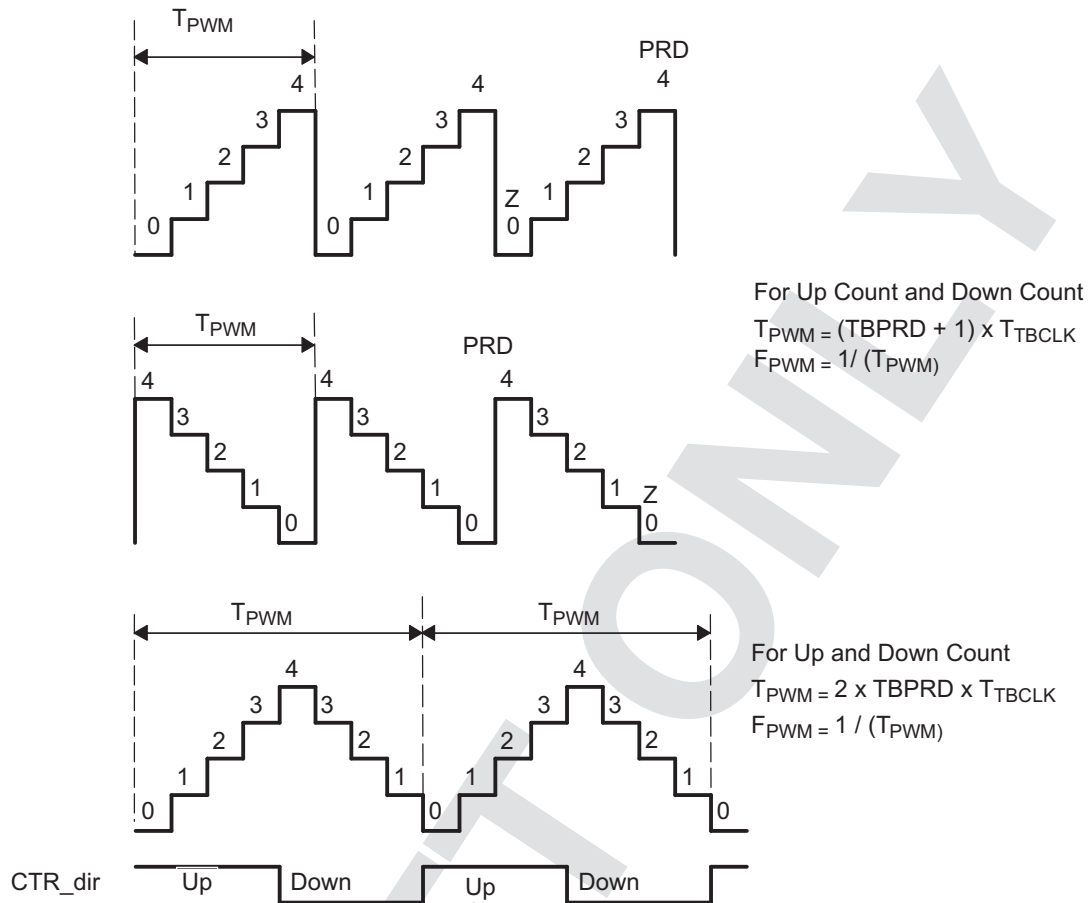 T_PWM
PRD
4 4 4
3 3 3
2 2 2
1 1 Z 1
0 0 0
For Up Count and Down Count
T_PWM = (TBPRD + 1) x T_TBCLK
F_PWM = 1/ (T_PWM)
T_PWM
PRD
4 4 4
3 3 3
2 2 2
1 1 1 Z
0 0 0
T_PWM T_PWM
For Up and Down Count
T_PWM = 2 x TBPRD x T_TBCLK
F_PWM = 1 / (T_PWM)
4 4
3 3 3 3
2 2 2 2
1 1 1 1
0 0 0
CTR_dir Up Down Up Down
T ONLY